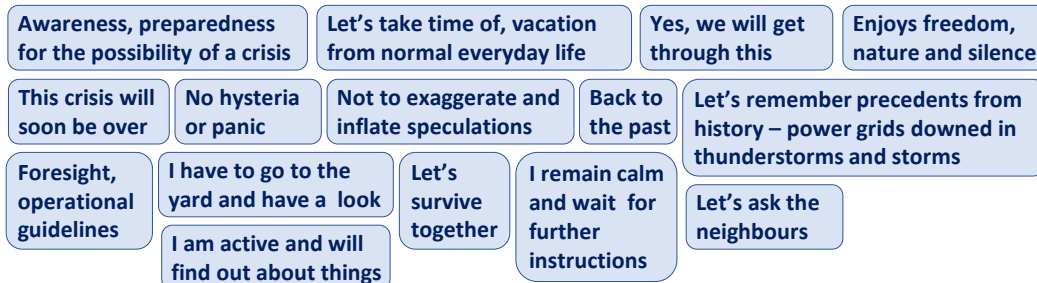 Awareness, preparedness
for the possibility of a crisis
Let's take time of, vacation
from normal everyday life
Yes, we will get
through this
Enjoys freedom,
nature and silence
This crisis will
soon be over
No hysteria
or panic
Not to exaggerate and
inflate speculations
Back to
the past
Let's remember precedents from
history – power grids downed in
thunderstorms and storms
Foresight,
operational
guidelines
I have to go to the
yard and have a look
Let's
survive
together
I remain calm
and wait for
further
instructions
Let's ask the
neighbours
I am active and will
find out about things